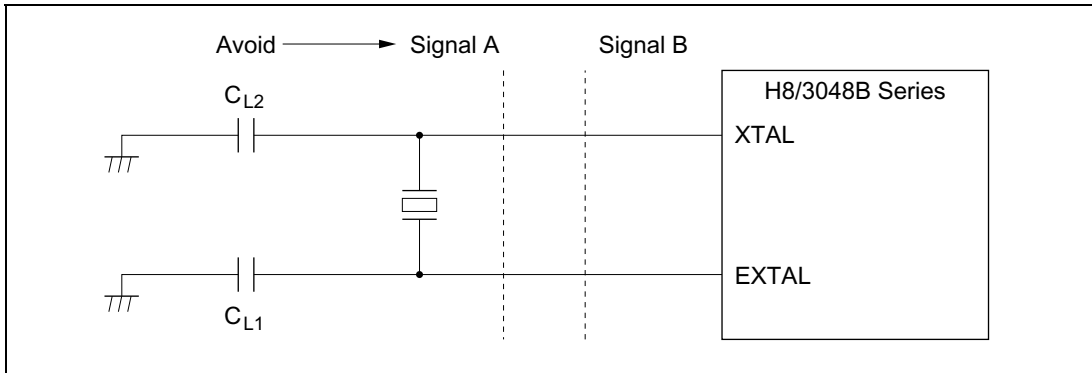 Avoid Signal A Signal B
H8/3048B Series
CL2
XTAL
EXTAL
CL1